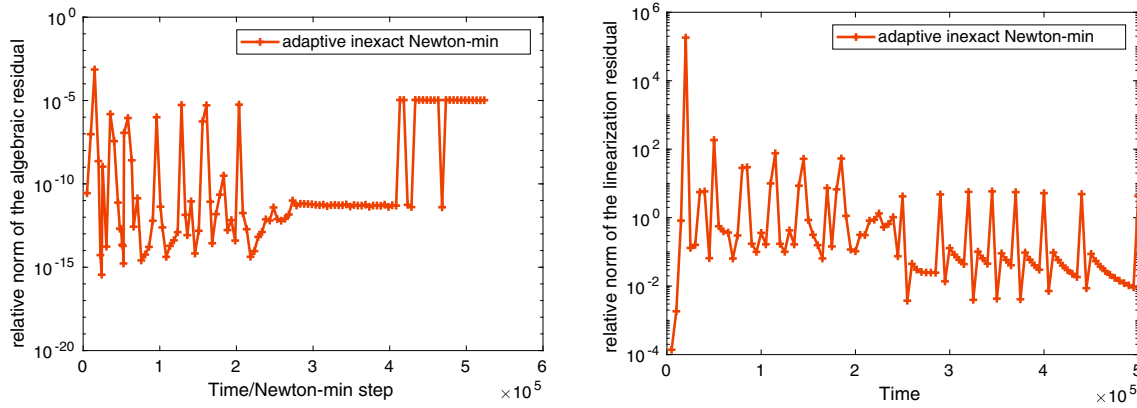 10^0
10^-5
10^-10
10^-15
10^-20
relative norm of the algebraic residual
adaptive inexact Newton-min
0 1 2 3 4 5 6
Time/Newton-min step
× 10^5
10^6
10^4
10^2
10^0
10^-2
10^-4
relative norm of the linearization residual
adaptive inexact Newton-min
0 1 2 3 4 5
Time
× 10^5